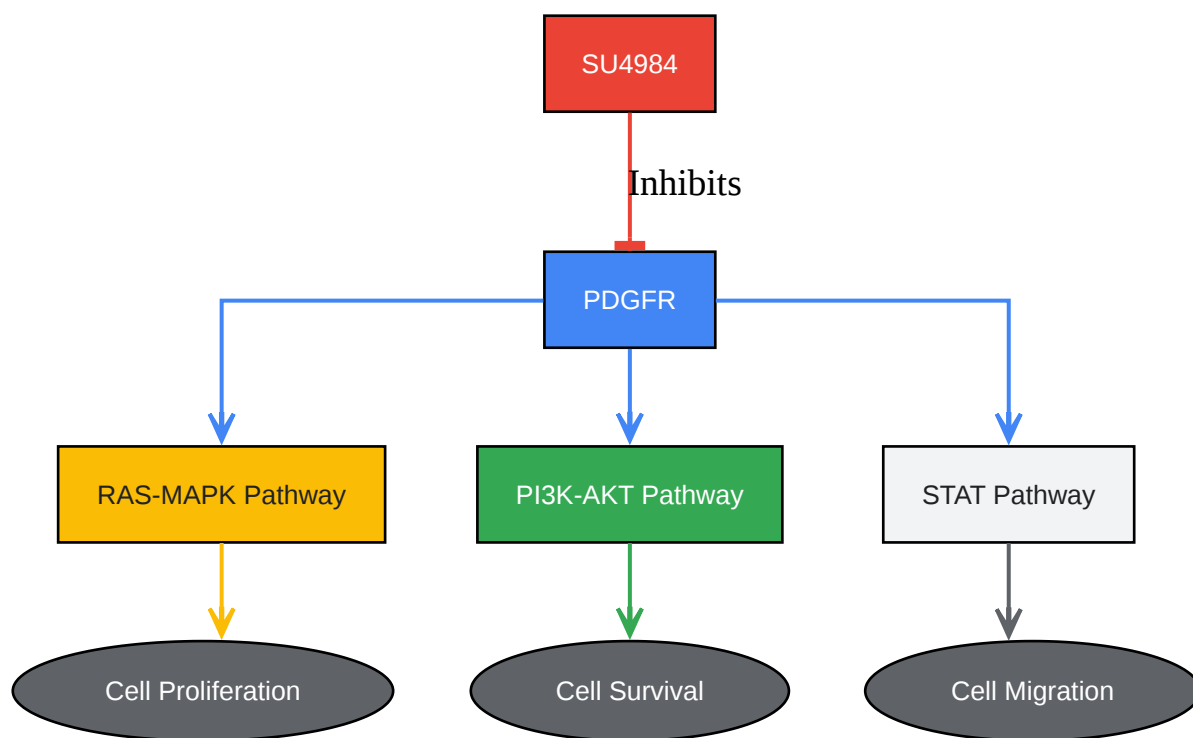 SU4984
Inhibits
PDGFR
RAS-MAPK Pathway
PI3K-AKT Pathway
STAT Pathway
Cell Proliferation
Cell Survival
Cell Migration